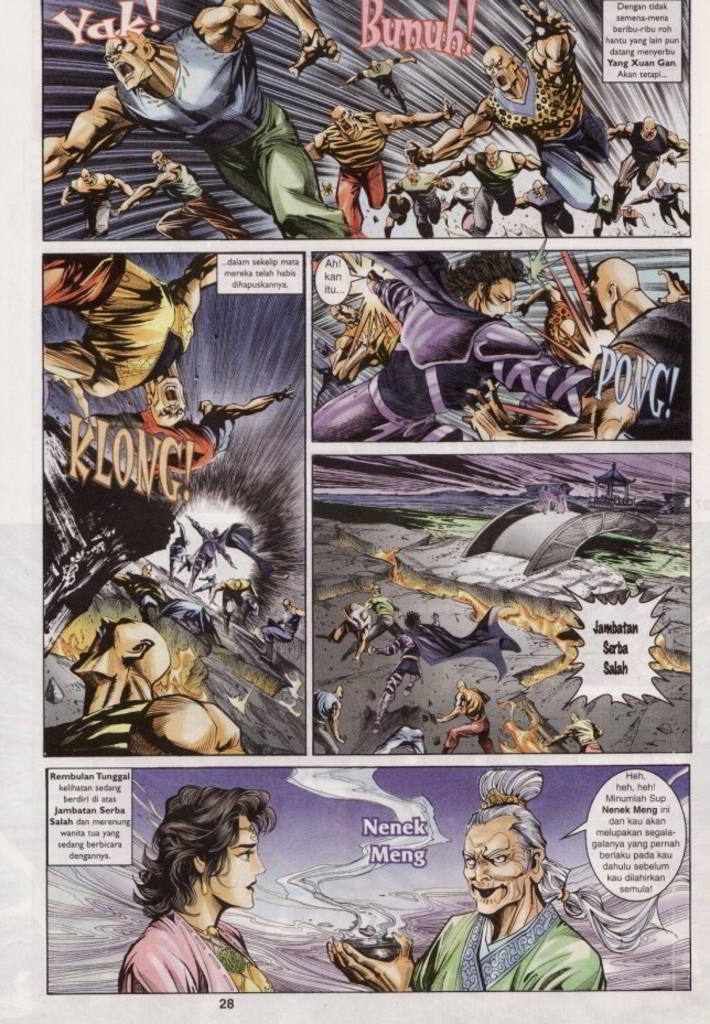 Yak!
Bunuh!
Dengan tidak
semena-mena
beribu-ribu roh
hantu yang lain pun
datang menyerbu
Yang Xuan Gan.
Akan tetapi...
...dalam sekelip mata
mereka telah habis
dihapuskannya.
KLONG!
Ah!
kan
itu...
PONG!
Jambatan
Serba
Salah
Rembulan Tunggal
kelihatan sedang
berdiri di atas
Jambatan Serba
Salah dan merenung
wanita tua yang
sedang berbicara
dengannya.
Nenek
Meng
Heh,
heh, heh!
Minumlah Sup
Nenek Meng ini
dan kau akan
melupakan segala-
galanya yang pernah
berlaku pada kau
dahulu sebelum
kau dilahirkan
semula!
28